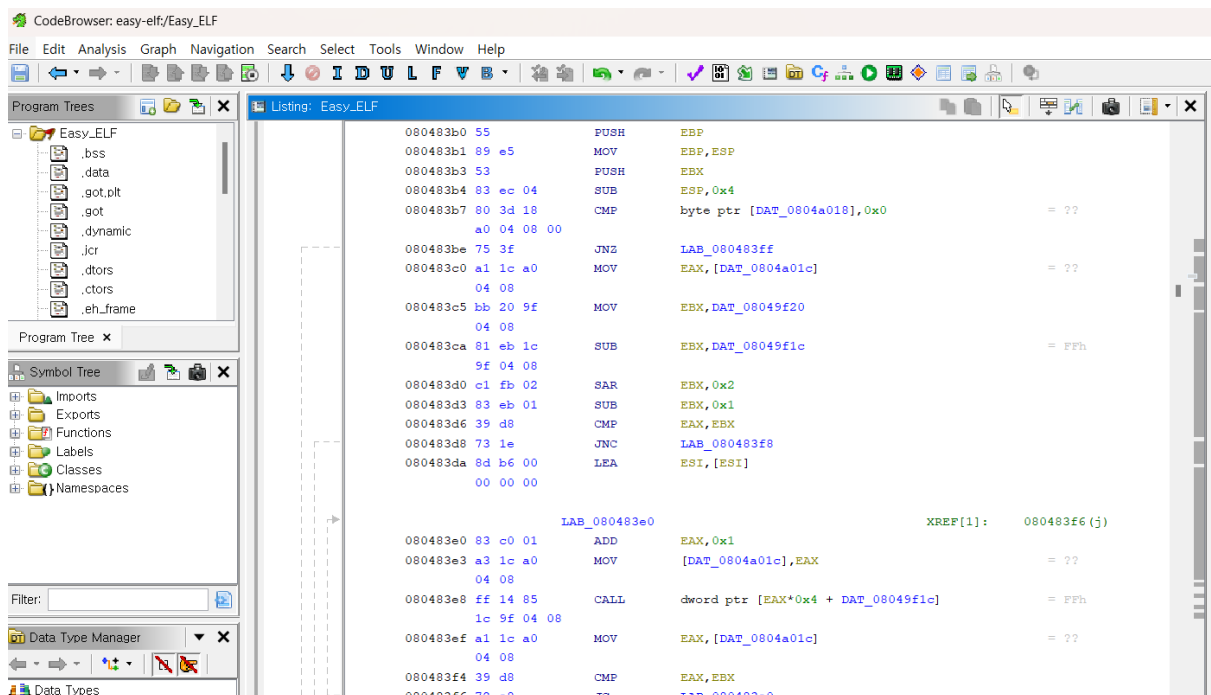 CodeBrowser: easy-elf:/Easy_ELF
File Edit Analysis Graph Navigation Search Select Tools Window Help
I D U L F V B
Program Trees
Easy_ELF
.bss
.data
.got.plt
.got
.dynamic
.jcr
.dtors
.ctors
.eh_frame
Program Tree
Symbol Tree
Imports
Exports
Functions
Labels
Classes
Namespaces
Filter:
Data Type Manager
Data Types
Listing: Easy_ELF
080483b0 55 PUSH EBP
080483b1 89 e5 MOV EBP,ESP
080483b3 53 PUSH EBX
080483b4 83 ec 04 SUB ESP,0x4
080483b7 80 3d 18 CMP byte ptr [DAT_0804a018],0x0 = ??
a0 04 08 00
080483be 75 3f JNZ LAB_080483ff
080483c0 a1 1c a0 MOV EAX,[DAT_0804a01c] = ??
04 08
080483c5 bb 20 9f MOV EBX,DAT_08049f20
04 08
080483ca 81 eb 1c SUB EBX,DAT_08049f1c = FFh
9f 04 08
080483d0 c1 fb 02 SAR EBX,0x2
080483d3 83 eb 01 SUB EBX,0x1
080483d6 39 d8 CMP EAX,EBX
080483d8 73 1e JNC LAB_080483f8
080483da 8d b6 00 LEA ESI,[ESI]
00 00 00
LAB_080483e0 XREF[1]: 080483f6(j)
080483e0 83 c0 01 ADD EAX,0x1
080483e3 a3 1c a0 MOV [DAT_0804a01c],EAX = ??
04 08
080483e8 ff 14 85 CALL dword ptr [EAX*0x4 + DAT_08049f1c] = FFh
1c 9f 04 08
080483ef a1 1c a0 MOV EAX,[DAT_0804a01c] = ??
04 08
080483f4 39 d8 CMP EAX,EBX